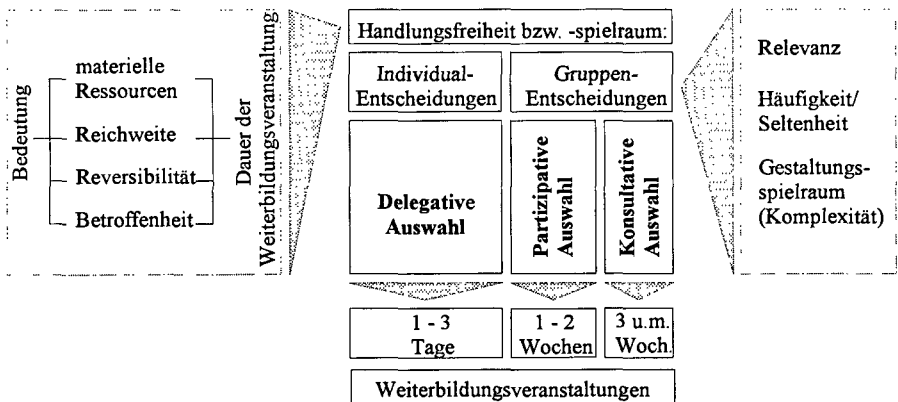 Bedeutung
materielle
Ressourcen
Reichweite
Reversibilität
Betroffenheit
Dauer der
Weiterbildungsveranstaltung
Handlungsfreiheit bzw. -spielraum:
Individual-
Entscheidungen
Gruppen-
Entscheidungen
Delegative
Auswahl
Partizipative
Auswahl
Konsultative
Auswahl
1 - 3
Tage
1 - 2
Wochen
3 u.m.
Woch.
Weiterbildungsveranstaltungen
Relevanz
Häufigkeit/
Seltenheit
Gestaltungs-
spielraum
(Komplexität)